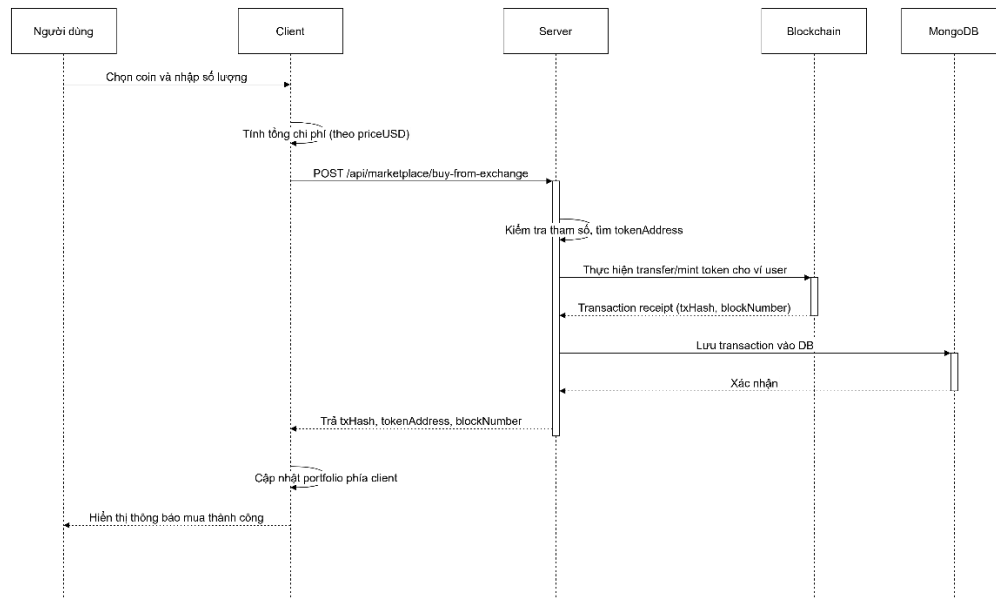 Người dùng
Client
Server
Blockchain
MongoDB
Chọn coin và nhập số lượng
Tính tổng chi phí (theo priceUSD)
POST /api/marketplace/buy-from-exchange
Kiểm tra tham số, tìm tokenAddress
Thực hiện transfer/mint token cho ví user
Transaction receipt (txHash, blockNumber)
Lưu transaction vào DB
Xác nhận
Trả txHash, tokenAddress, blockNumber
Cập nhật portfolio phía client
Hiển thị thông báo mua thành công